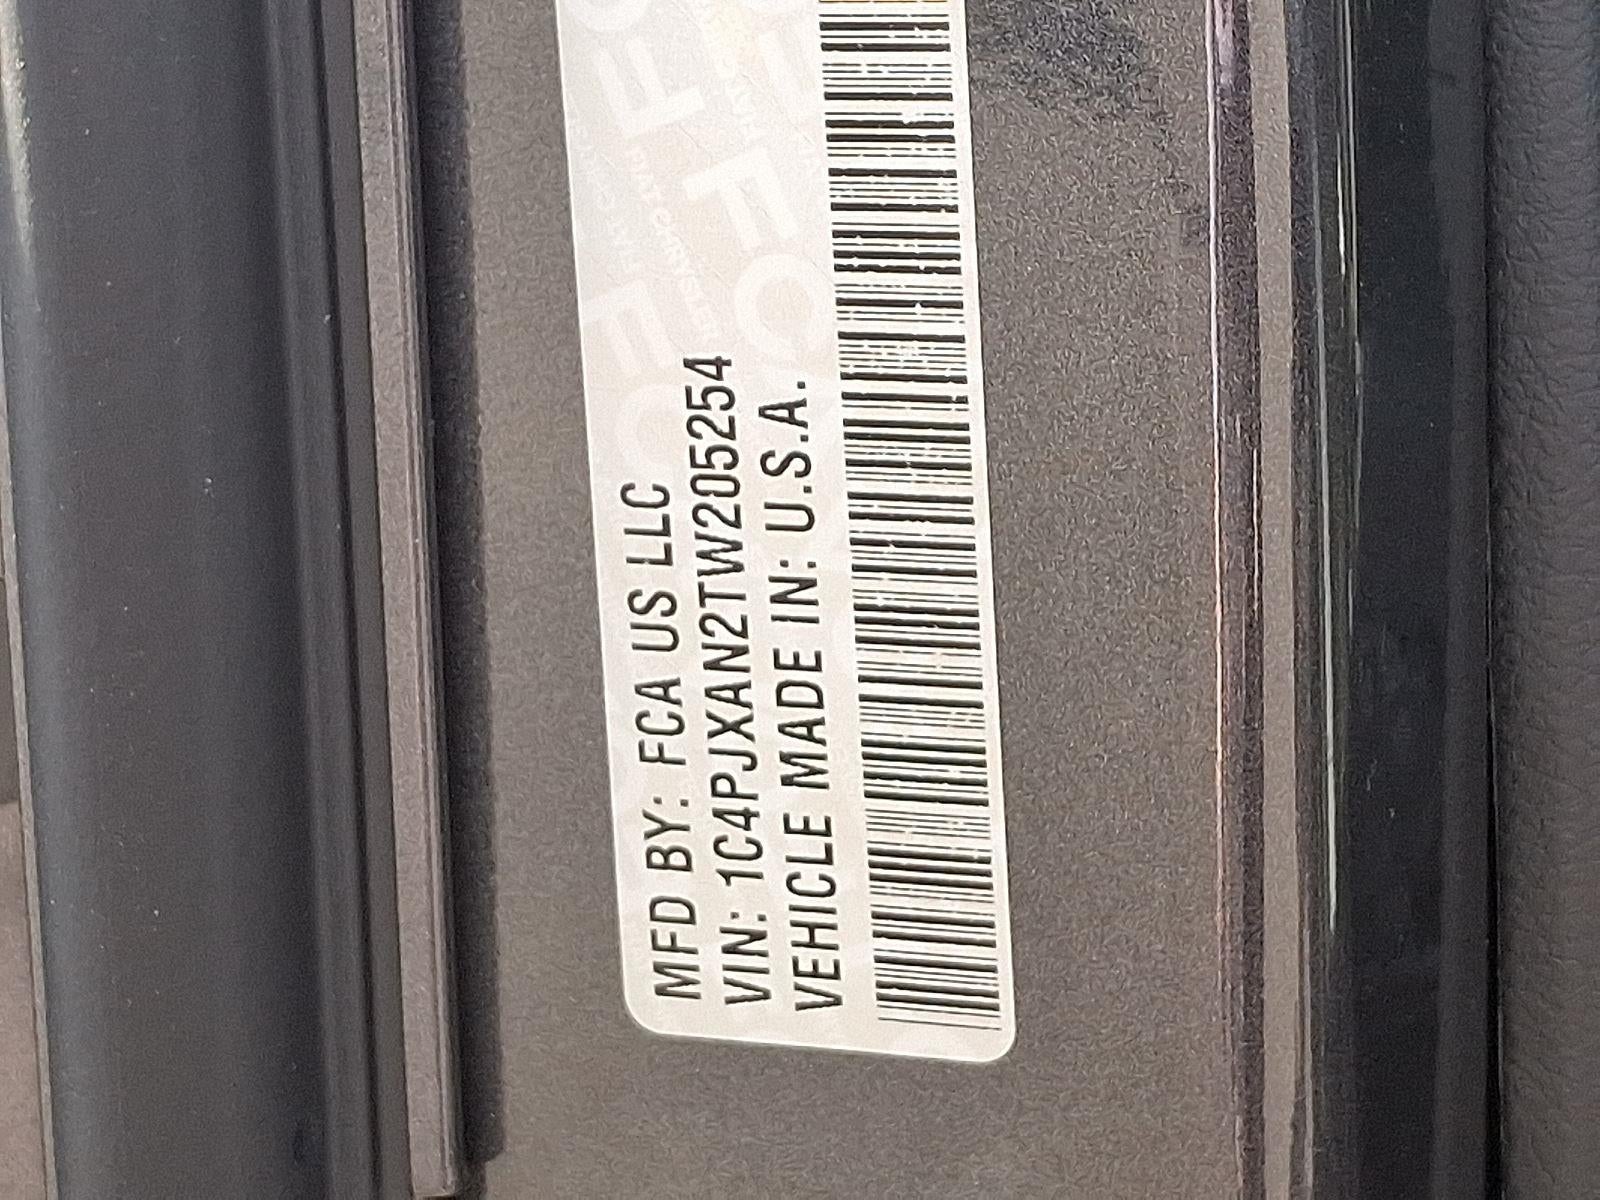 MFD BY: FCA US LLC
VIN: 1C4PJXAN2TW205254
VEHICLE MADE IN: U.S.A.